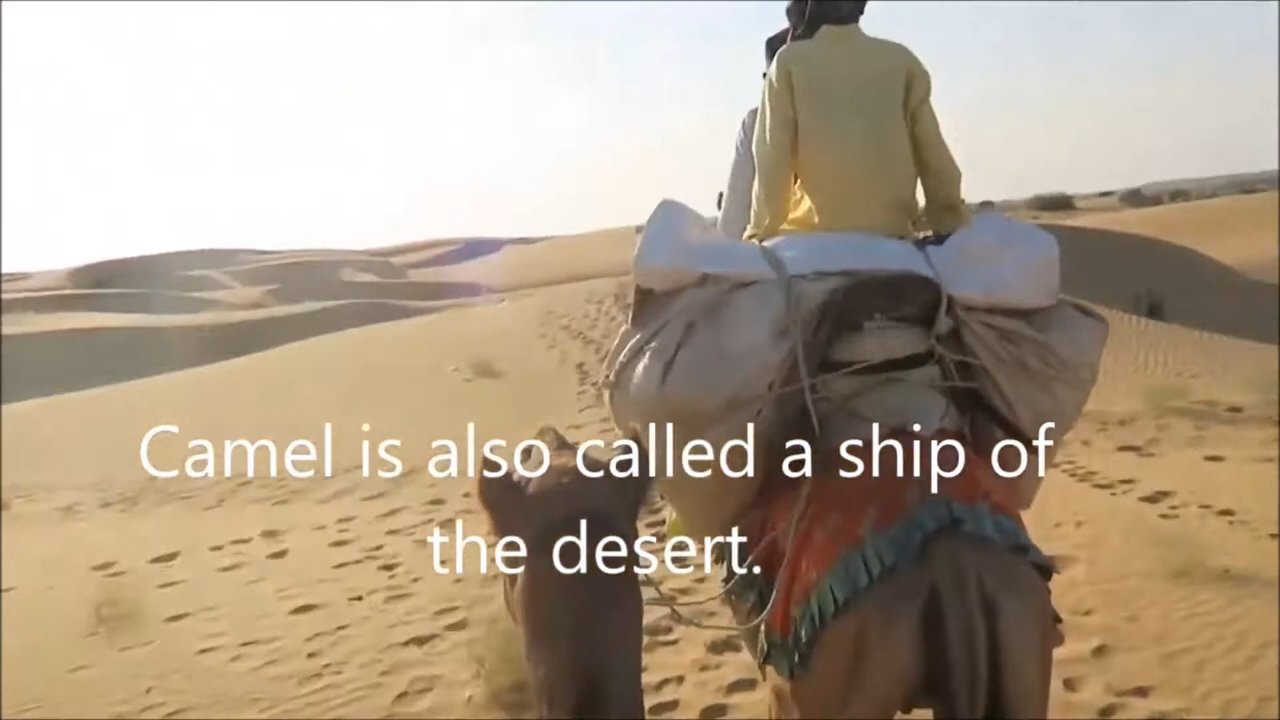 Camel is also called a ship of
the desert.